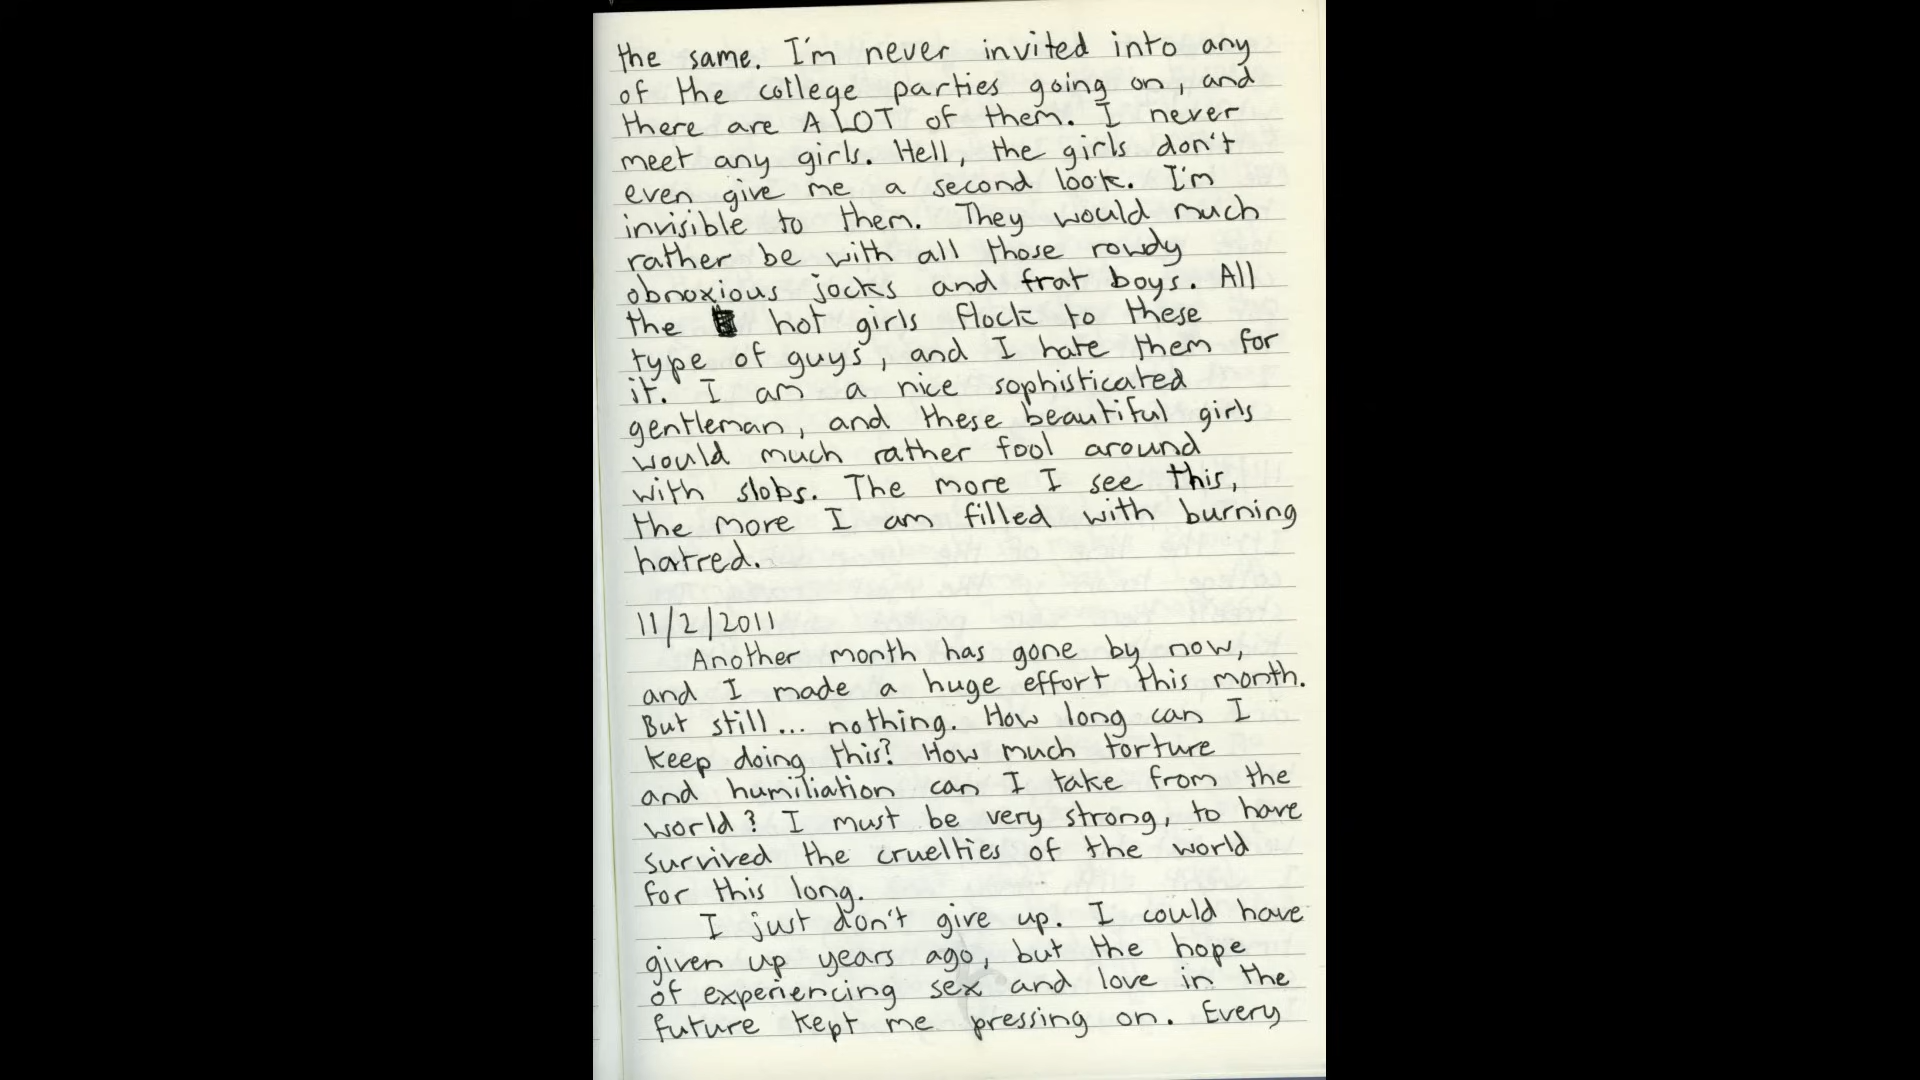 the same. I'm never invited into any
of the college parties going on, and
there are A LOT of them. I never
meet any girls. Hell, the girls don't
even give me a second look. I'm
invisible to them. They would much
rather be with all those rowdy
obnoxious jocks and frat boys. All
the hot girls flock to these
type of guys, and I hate them for
it. I am a nice sophisticated
gentleman, and these beautiful girls
would much rather fool around
with slobs. The more I see this,
the more I am filled with burning
hatred.
11/2/2011
Another month has gone by now,
and I made a huge effort this month.
But still... nothing. How long can I
keep doing this? How much torture
and humiliation can I take from the
world? I must be very strong, to have
survived the cruelties of the world
for this long.
I just don't give up. I could have
given up years ago, but the hope
of experiencing sex and love in the
future kept me pressing on. Every